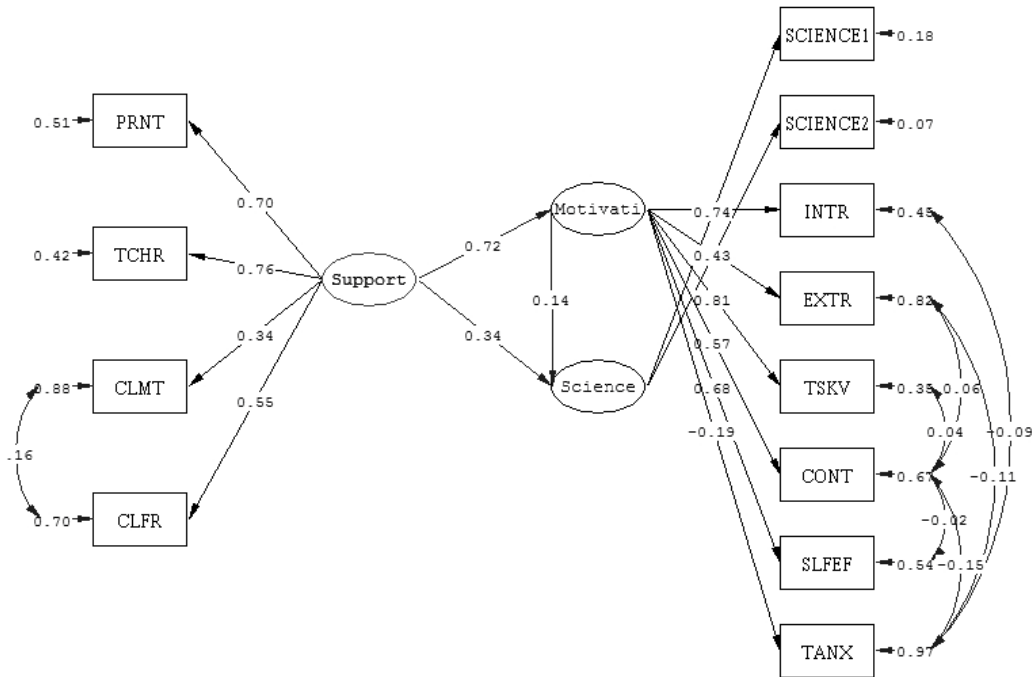 SCIENCE1
0.18
0.51
PRNT
SCIENCE2
0.07
0.70
Motivati
0.74
INTR
0.45
0.42
TCHR
0.76
0.72
0.43
Support
0.14
0.81
EXTR
0.82
0.34
0.34
0.57
CLMT
0.88
Science
0.68
TSKV
0.35
0.06
0.55
-0.19
0.04
-0.09
.16
CONT
0.67
-0.11
0.70
CLFR
-0.02
SLFEF
0.54
-0.15
TANX
0.97